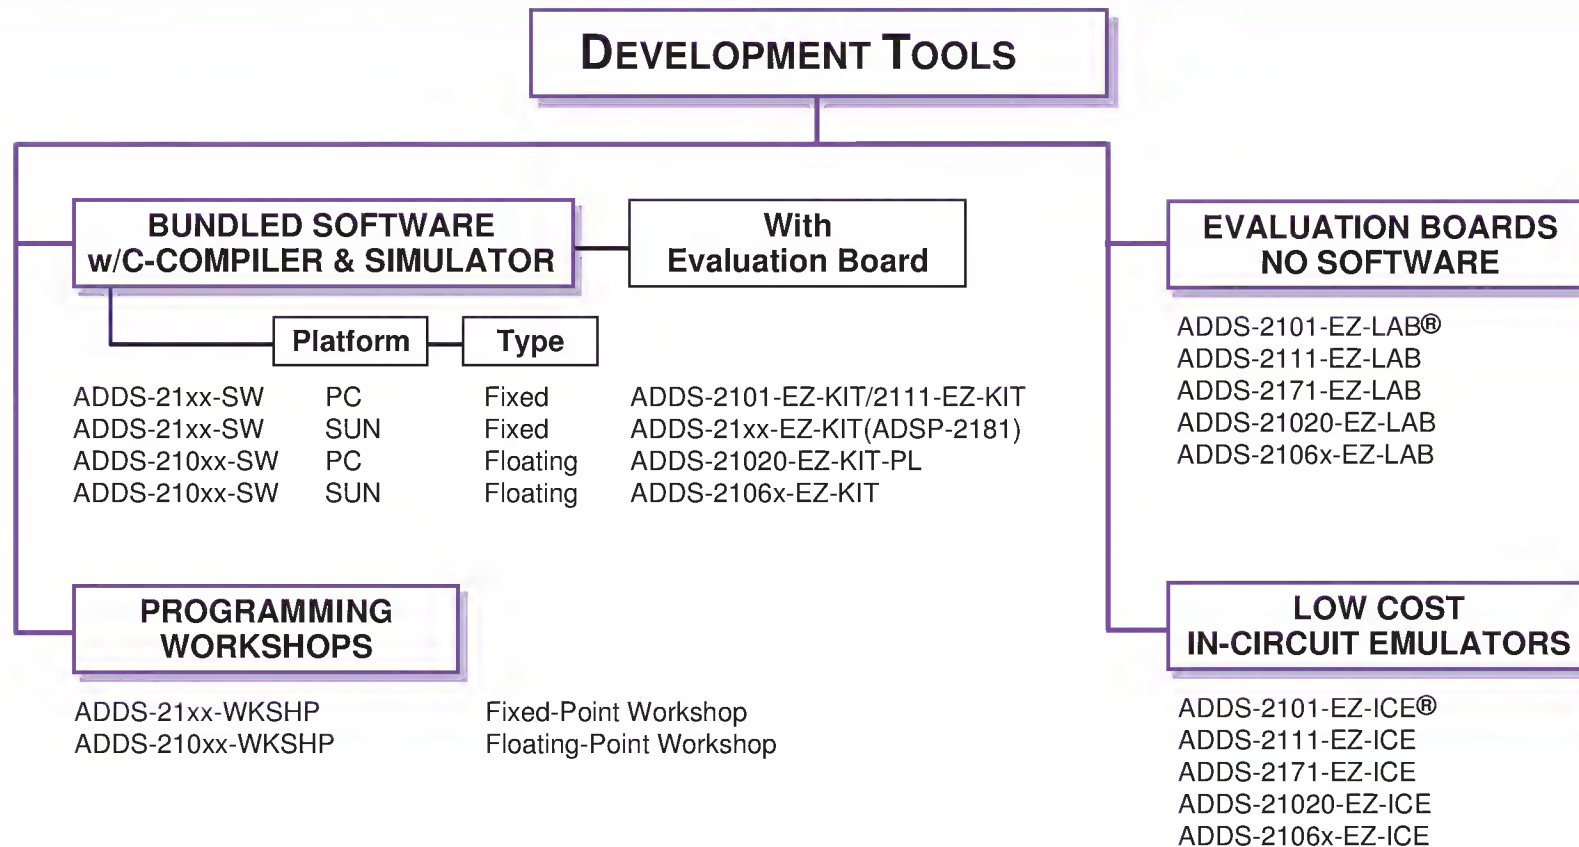 DEVELOPMENT TOOLS
BUNDLED SOFTWARE
w/C-COMPILER & SIMULATOR
With
Evaluation Board
Platform
Type
ADDS-21xx-SW PC Fixed ADDS-2101-EZ-KIT/2111-EZ-KIT
ADDS-21xx-SW SUN Fixed ADDS-21xx-EZ-KIT(ADSP-2181)
ADDS-210xx-SW PC Floating ADDS-21020-EZ-KIT-PL
ADDS-210xx-SW SUN Floating ADDS-2106x-EZ-KIT
PROGRAMMING
WORKSHOPS
ADDS-21xx-WKSHP Fixed-Point Workshop
ADDS-210xx-WKSHP Floating-Point Workshop
EVALUATION BOARDS
NO SOFTWARE
ADDS-2101-EZ-LAB®
ADDS-2111-EZ-LAB
ADDS-2171-EZ-LAB
ADDS-21020-EZ-LAB
ADDS-2106x-EZ-LAB
LOW COST
IN-CIRCUIT EMULATORS
ADDS-2101-EZ-ICE®
ADDS-2111-EZ-ICE
ADDS-2171-EZ-ICE
ADDS-21020-EZ-ICE
ADDS-2106x-EZ-ICE